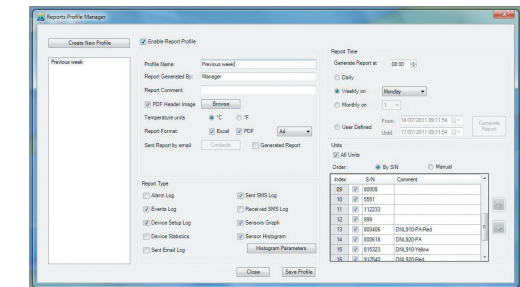 Reports Profile Manager
Create New Profile
Enable Report Profile
Previous week
Profile Name: Previous week
Report Generated By: Manager
Report Comment
PDF Header Image Browse
Temperature units °C °F
Report Format: Excel PDF A4
Sent Report by email Contacts Generated Report
Report Type
Alarm Log Sent SMS Log
Events Log Received SMS Log
Device Setup Log Sensors Graph
Device Statistics Sensor Histogram
Sent Email Log Histogram Parameters
Report Time
Generate Report at 08:00
Daily
Weekly on Monday
Monthly on 1
User Defined
From: 14/07/2011 09:11:54
Until: 17/07/2011 09:11:54
Generate Report
Units
All Units
Order: By S/N Manual
index S/N Comment
09 80008
10 5551
11 112233
12 999
13 800406 DNL910-PA-Red
14 800618 DNL920-PA
15 815323 DNL910-Yellow
16 912540 DNL920-Red
Close Save Profile